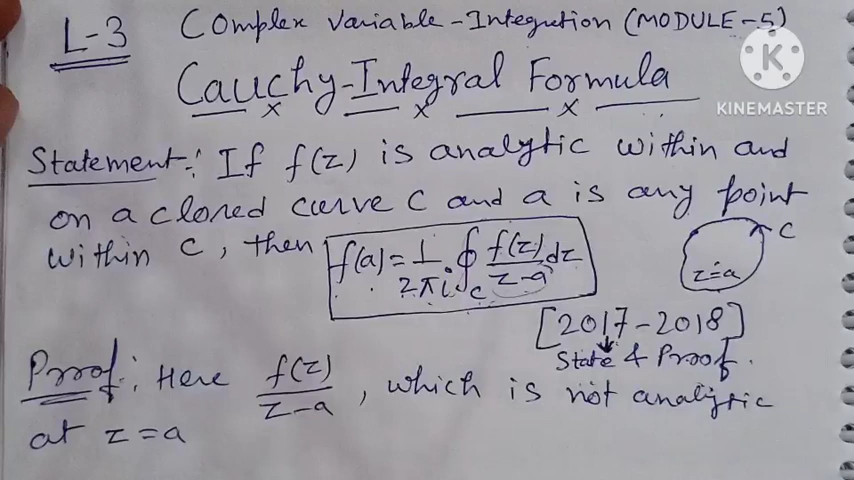 L-3 Complex Variable-Integration (MODULE-5)
Cauchy-Integral Formula
KINEMASTER
Statement:- If f(z) is analytic within and
on a closed curve C and a is any point
within C, then f(a) = 1/2πi ∮_C f(z)/z-a dz
C
z=a
[2017-2018]
State & Proof.
Proof: Here f(z)/z-a, which is not analytic
at z=a